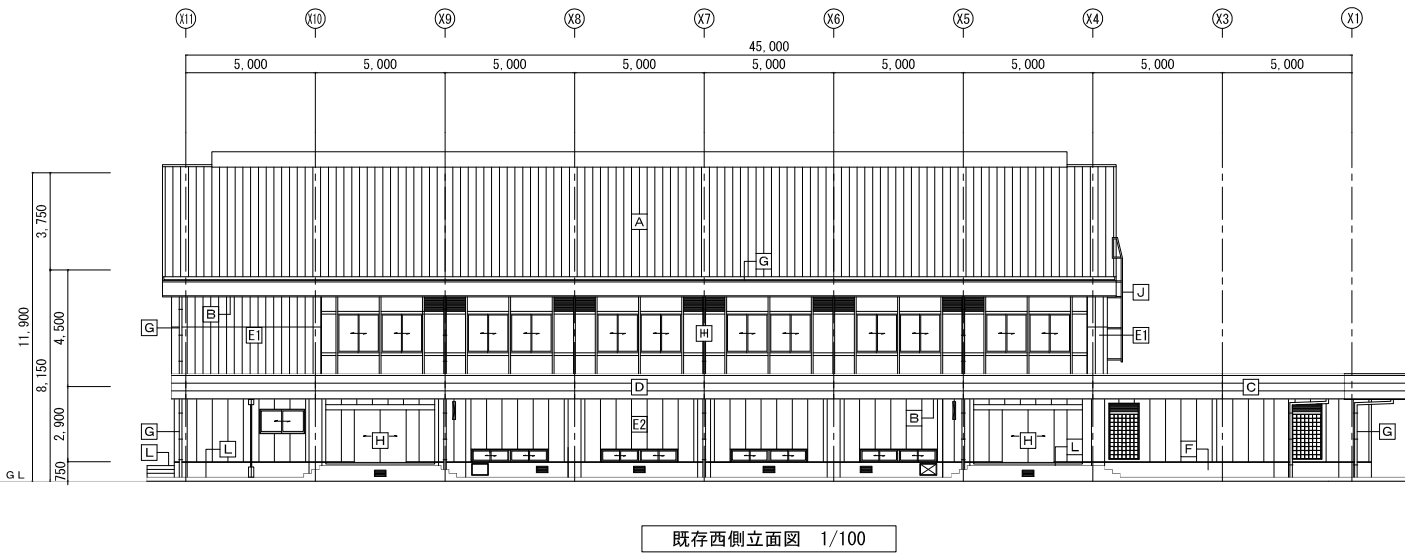 X11 X10 X9 X8 X7 X6 X5 X4 X3 X1
45,000
5,000 5,000 5,000 5,000 5,000 5,000 5,000 5,000 5,000
A
G
B
J
G
E1
H
E1
D
C
B
G
E2
G
H
H
L
L
L
F
11,900
3,750
8,150
4,500
2,900
750
GL
既存西側立面図 1/100